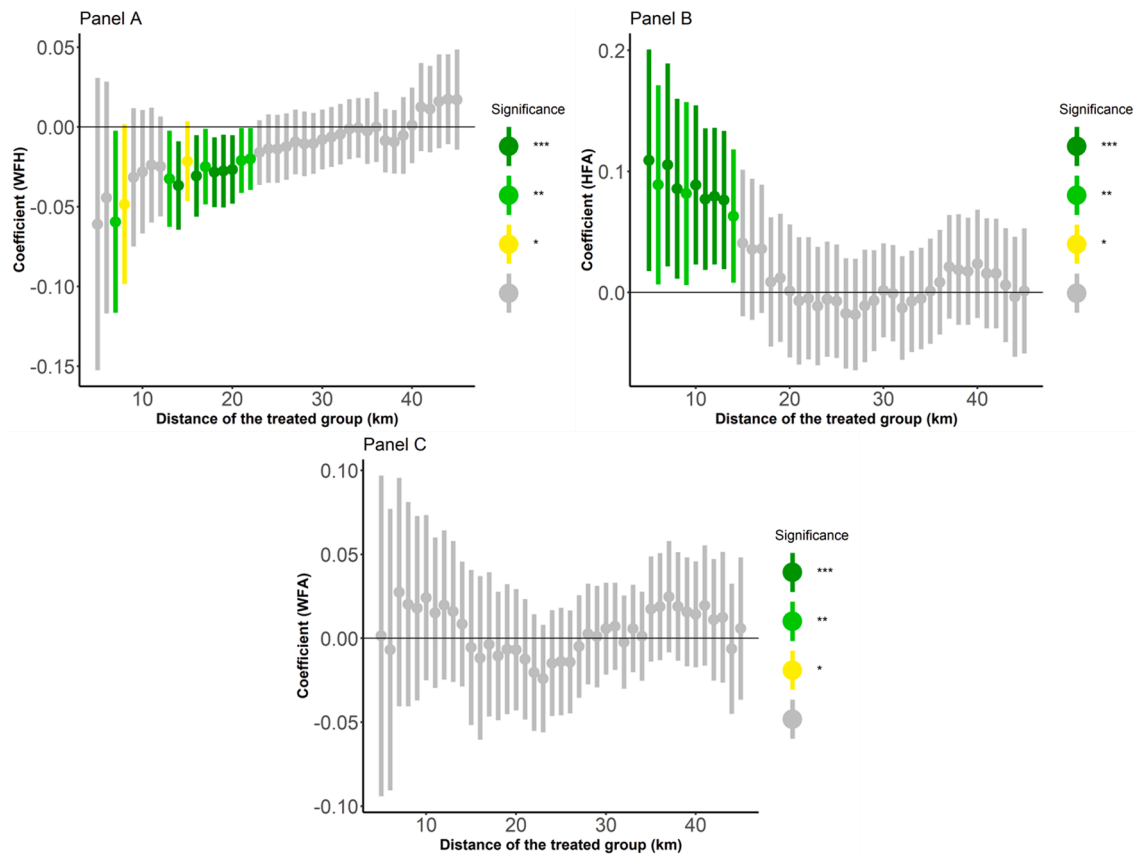 Panel A
0.05
0.00
-0.05
-0.10
-0.15
Coefficient (WFH)
10
20
30
40
Distance of the treated group (km)
Significance
***
**
*
Panel B
0.2
0.1
0.0
Coefficient (HFA)
10
20
30
40
Distance of the treated group (km)
Significance
***
**
*
Panel C
0.10
0.05
0.00
-0.05
-0.10
Coefficient (WFA)
10
20
30
40
Distance of the treated group (km)
Significance
***
**
*